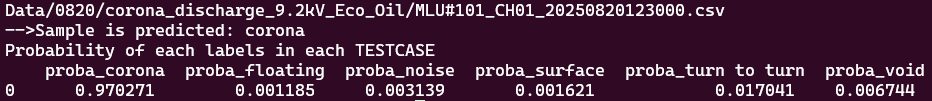 Data/0820/corona_discharge_9.2kV_Eco_Oil/MLU#101_CH01_20250820123000.csv
-->Sample is predicted: corona
Probability of each labels in each TESTCASE
proba_corona proba_floating proba_noise proba_surface proba_turn to turn proba_void
0 0.970271 0.001185 0.003139 0.001621 0.017041 0.006744